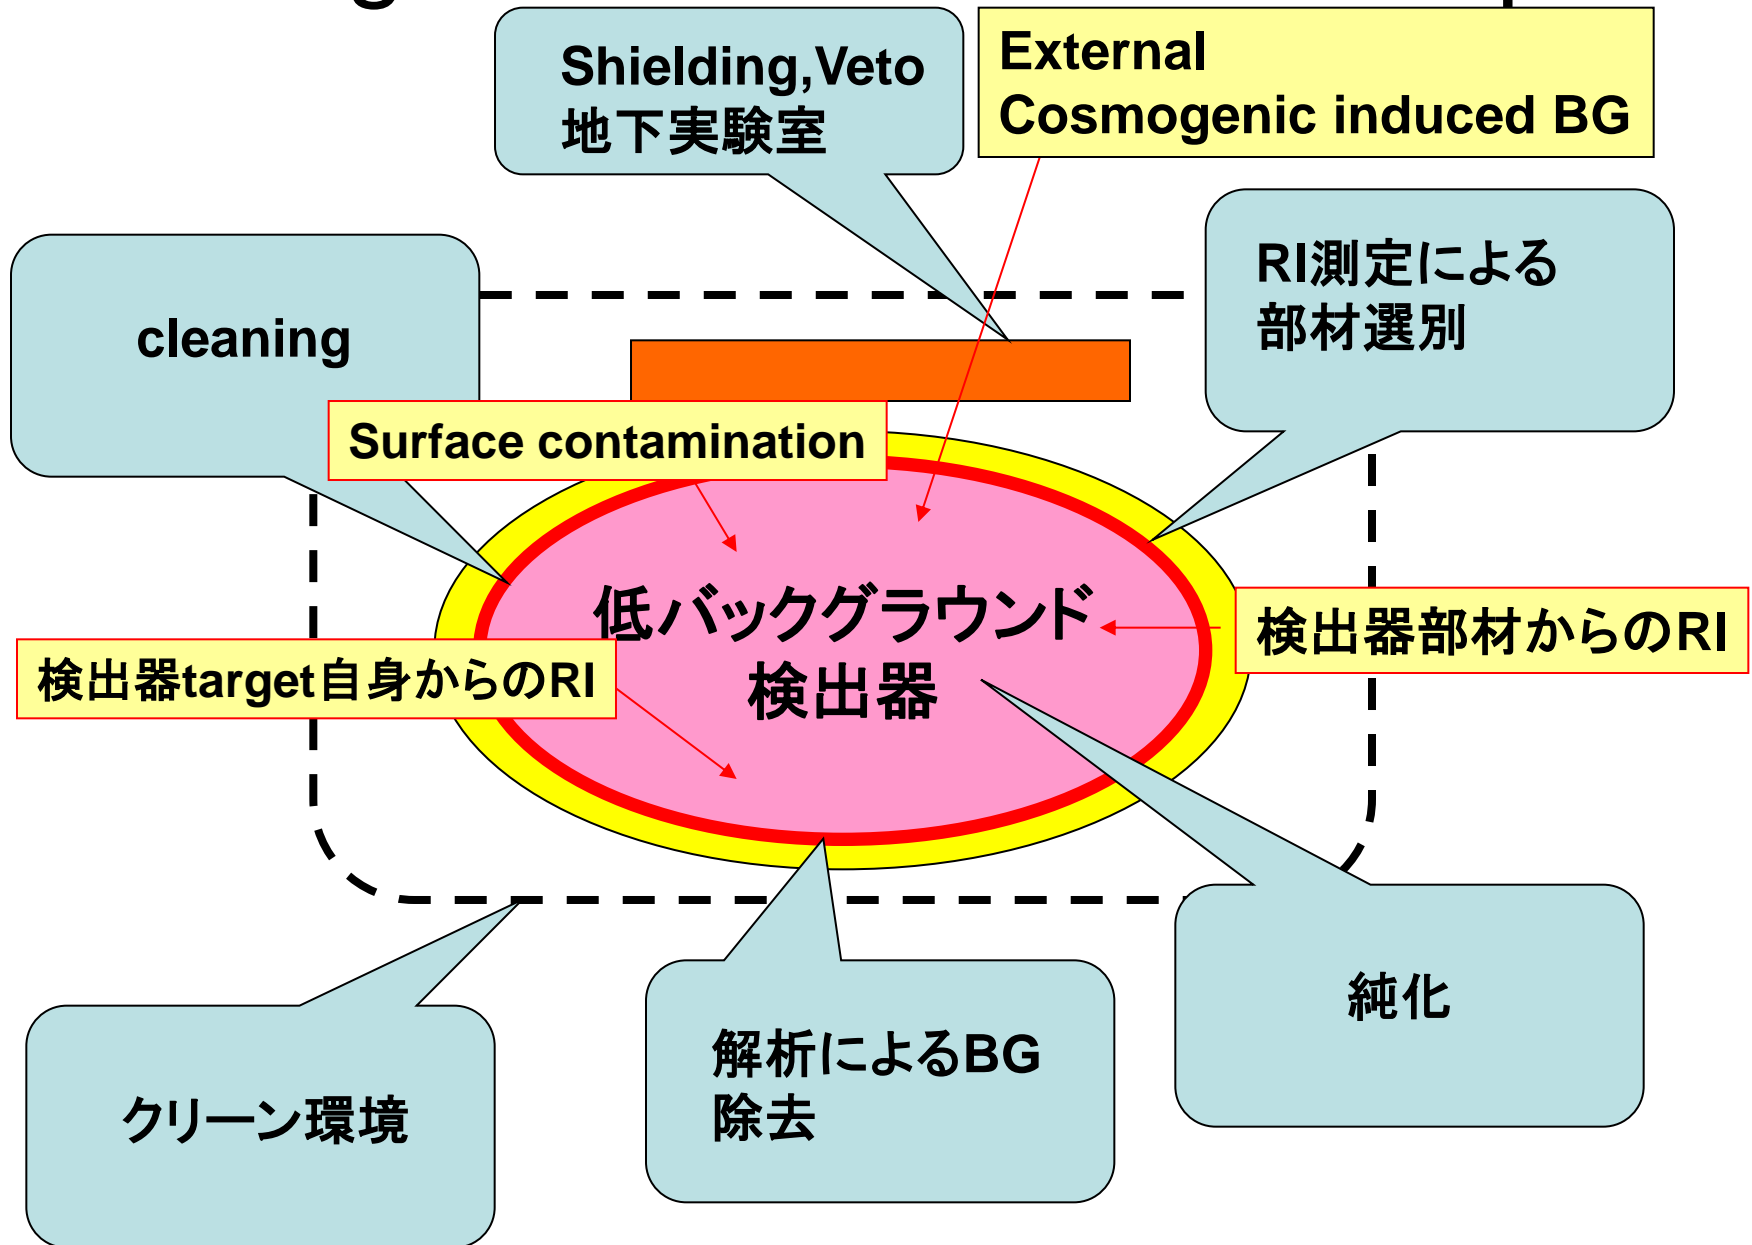 Shielding,Veto
地下実験室
External
Cosmogenic induced BG
RI測定による
部材選別
cleaning
Surface contamination
低バックグラウンド
検出器
検出器部材からのRI
検出器target自身からのRI
純化
解析によるBG
除去
クリーン環境